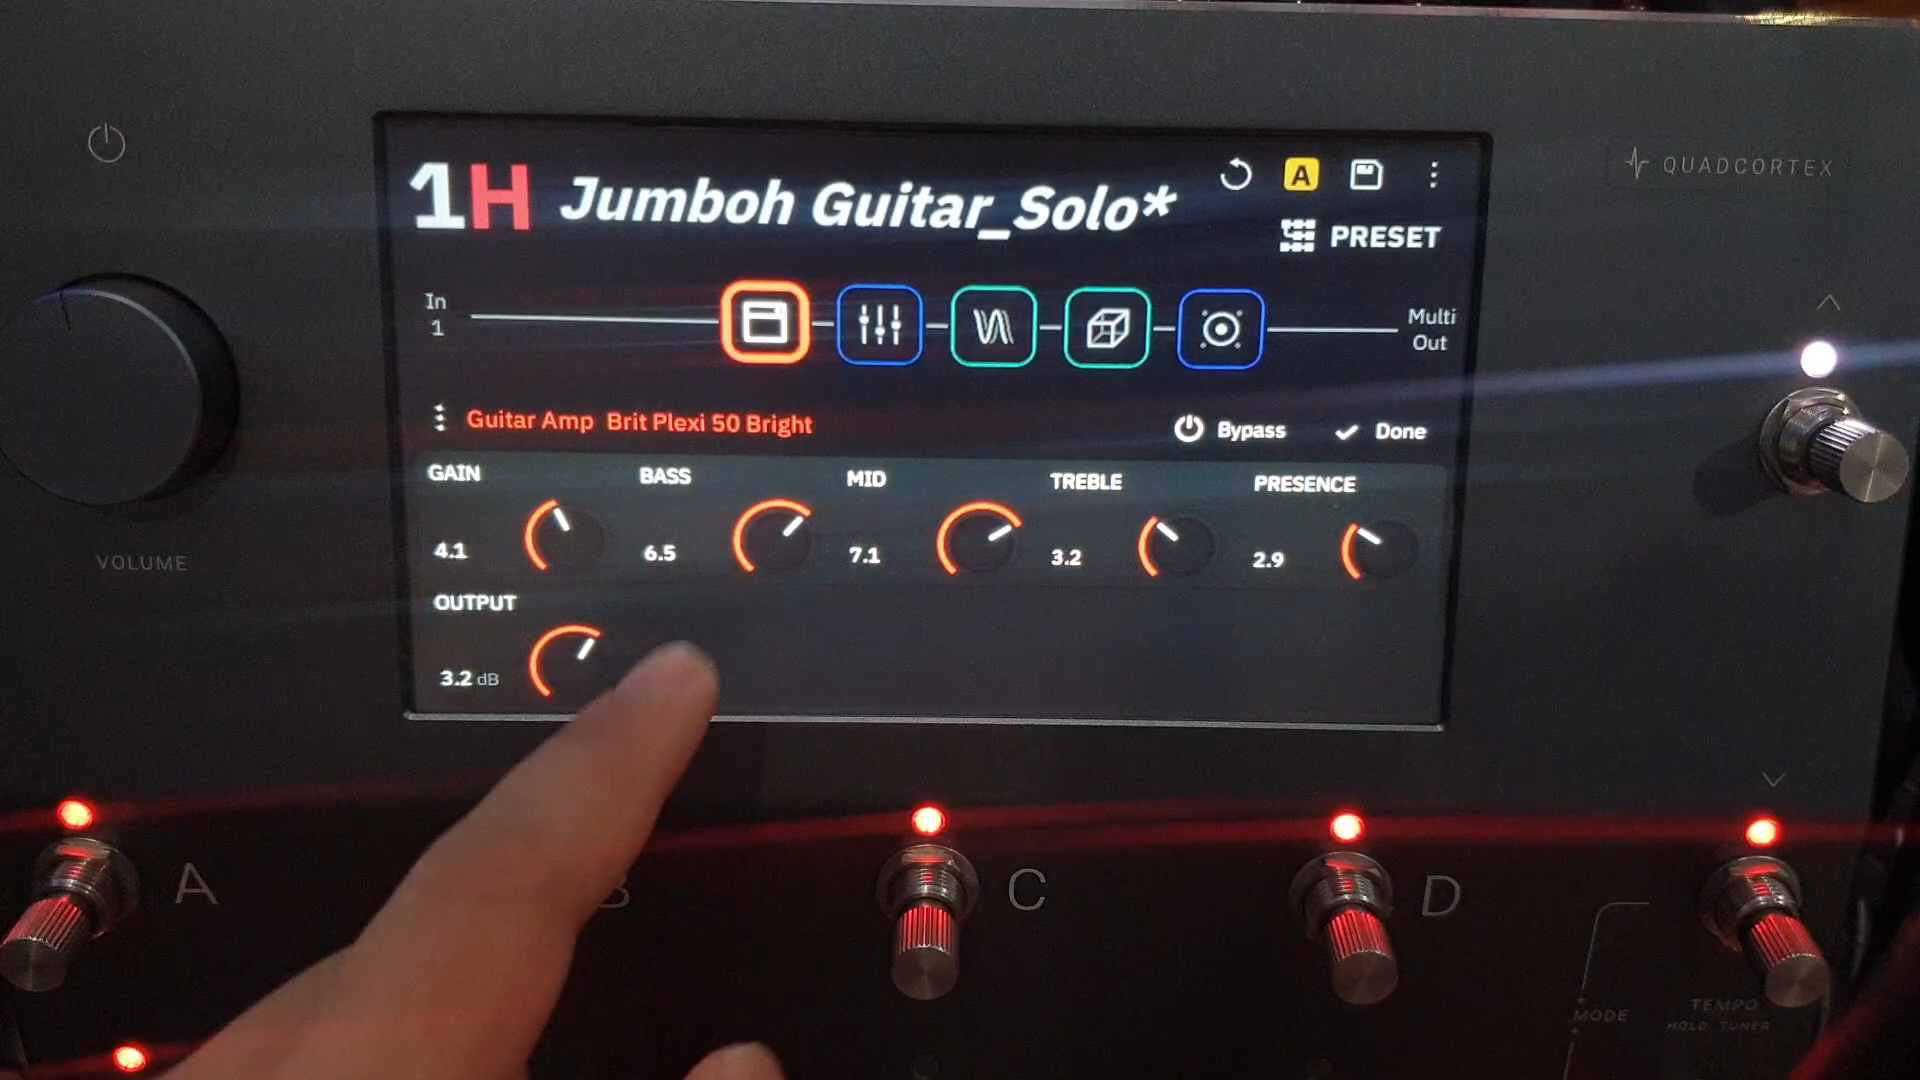 QUADCORTEX
1H Jumboh Guitar_Solo*
A
PRESET
In
1
Multi
Out
Guitar Amp Brit Plexi 50 Bright
Bypass
Done
GAIN
BASS
MID
TREBLE
PRESENCE
4.1
6.5
7.1
3.2
2.9
OUTPUT
3.2 dB
VOLUME
A
B
C
D
MODE
TEMPO
HOLD TUNER